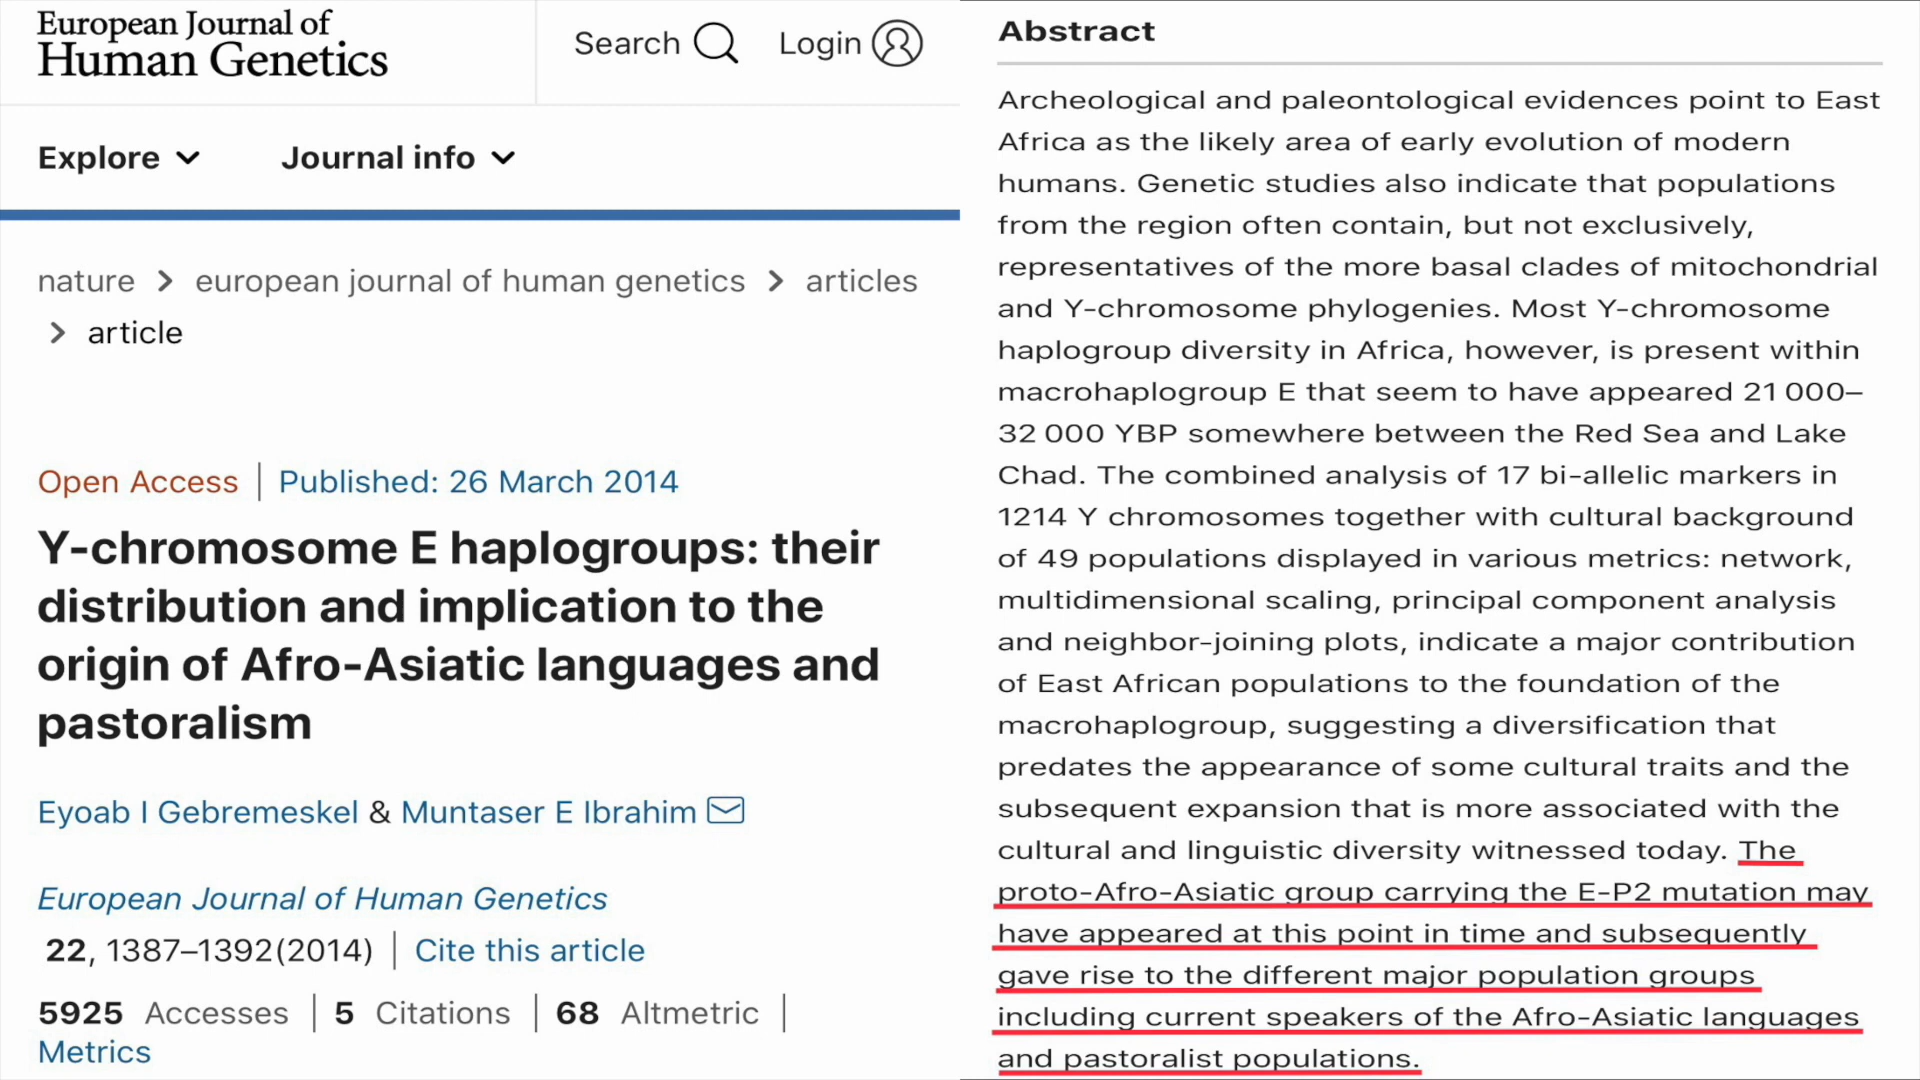 European Journal of
Human Genetics
Search
Login
Explore
Journal info
nature > european journal of human genetics > articles
> article
Open Access | Published: 26 March 2014
Y-chromosome E haplogroups: their
distribution and implication to the
origin of Afro-Asiatic languages and
pastoralism
Eyoab I Gebremeskel & Muntaser E Ibrahim
European Journal of Human Genetics
22, 1387–1392(2014) | Cite this article
5925 Accesses | 5 Citations | 68 Altmetric |
Metrics
Abstract
Archeological and paleontological evidences point to East
Africa as the likely area of early evolution of modern
humans. Genetic studies also indicate that populations
from the region often contain, but not exclusively,
representatives of the more basal clades of mitochondrial
and Y-chromosome phylogenies. Most Y-chromosome
haplogroup diversity in Africa, however, is present within
macrohaplogroup E that seem to have appeared 21 000–
32 000 YBP somewhere between the Red Sea and Lake
Chad. The combined analysis of 17 bi-allelic markers in
1214 Y chromosomes together with cultural background
of 49 populations displayed in various metrics: network,
multidimensional scaling, principal component analysis
and neighbor-joining plots, indicate a major contribution
of East African populations to the foundation of the
macrohaplogroup, suggesting a diversification that
predates the appearance of some cultural traits and the
subsequent expansion that is more associated with the
cultural and linguistic diversity witnessed today. The
proto-Afro-Asiatic group carrying the E-P2 mutation may
have appeared at this point in time and subsequently
gave rise to the different major population groups
including current speakers of the Afro-Asiatic languages
and pastoralist populations.